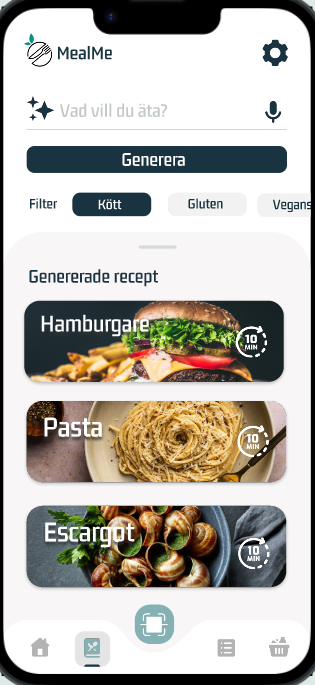 MealMe
Vad vill du äta?
Generera
Filter Kött Gluten Vegans
Genererade recept
Hamburgare
10
MIN
Pasta
10
MIN
Escargot
10
MIN